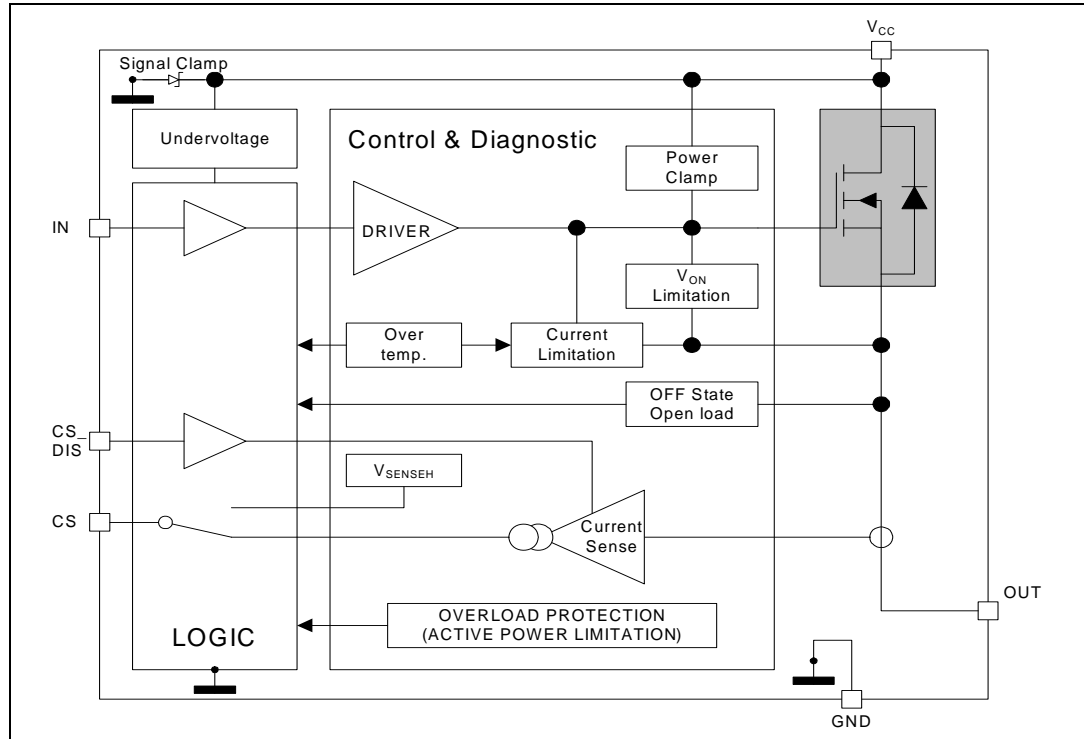 VCC
Signal Clamp
Undervoltage
Control & Diagnostic
Power
Clamp
IN
DRIVER
VON
Limitation
Over
temp.
Current
Limitation
OFF State
Open load
CS_
DIS
VSENSEH
CS
Current
Sense
OUT
OVERLOAD PROTECTION
(ACTIVE POWER LIMITATION)
LOGIC
GND